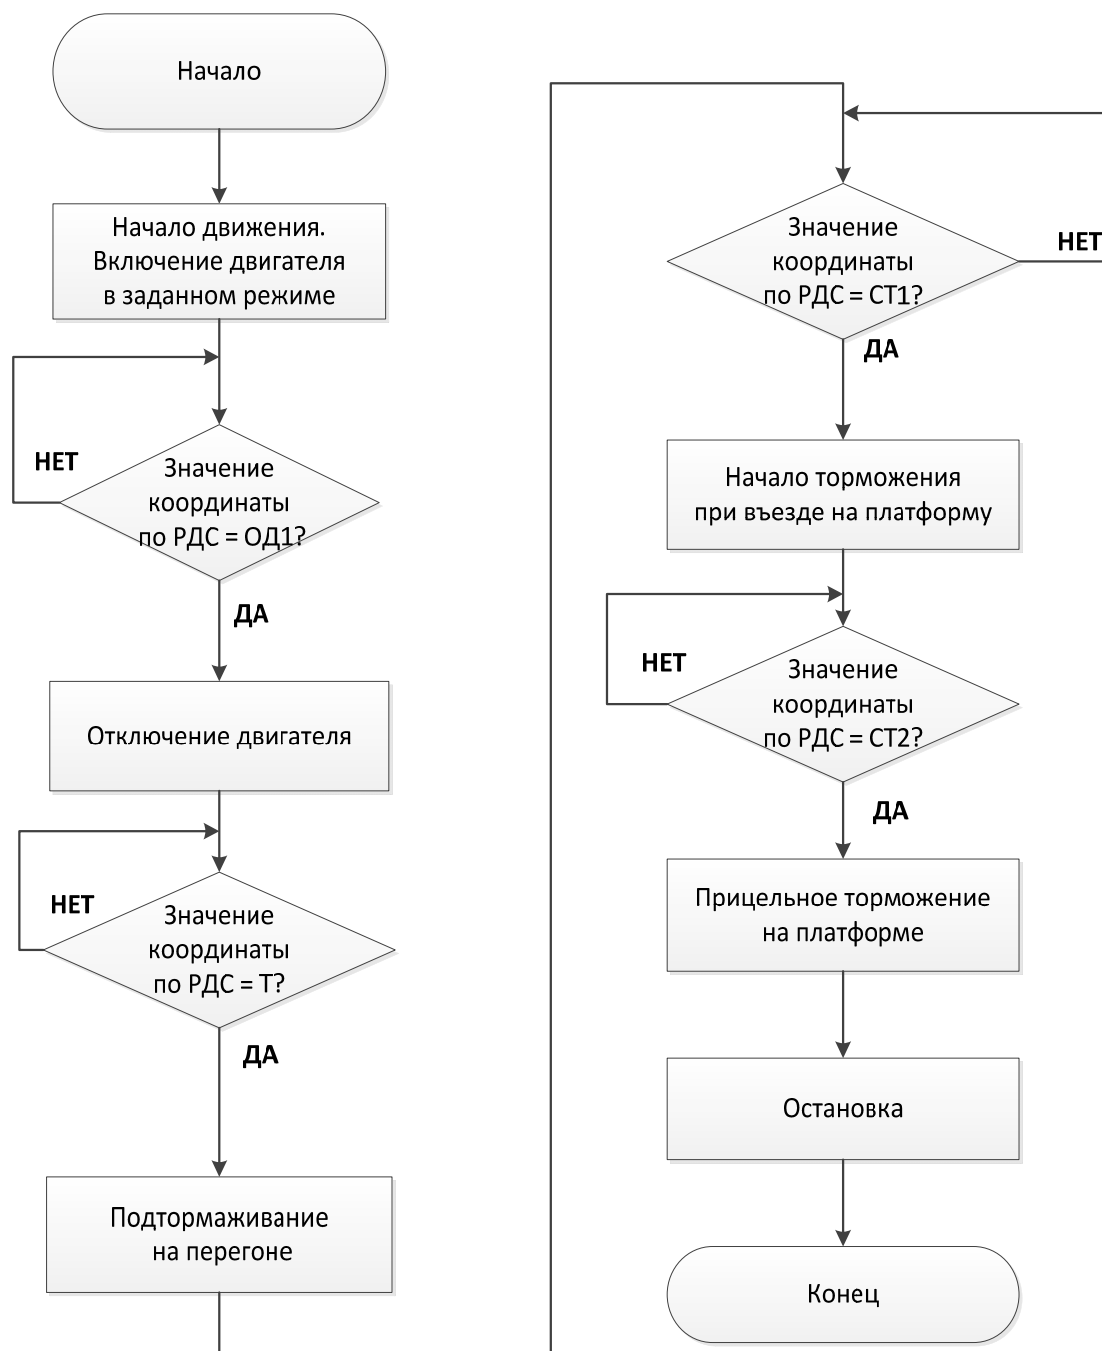 Начало
Начало движения.
Включение двигателя
в заданном режиме
НЕТ
Значение
координаты
по РДС = ОД1?
ДА
Отключение двигателя
НЕТ
Значение
координаты
по РДС = Т?
ДА
Подтормаживание
на перегоне
Значение
координаты
по РДС = СТ1?
НЕТ
ДА
Начало торможения
при въезде на платформу
НЕТ
Значение
координаты
по РДС = СТ2?
ДА
Прицельное торможение
на платформе
Остановка
Конец